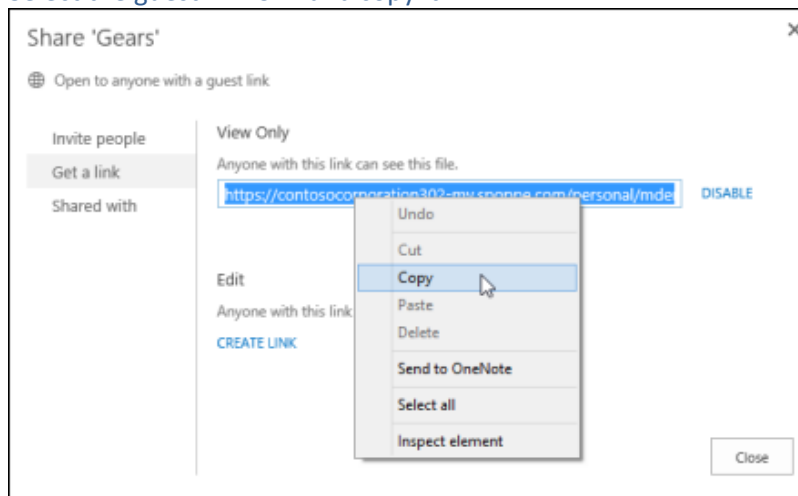 Share 'Gears'
Open to anyone with a guest link
Invite people
Get a link
Shared with
View Only
Anyone with this link can see this file.
https://contosocorporation302-my.spoppe.com/personal/mde
DISABLE
Edit
Anyone with this link
CREATE LINK
Undo
Cut
Copy
Paste
Delete
Send to OneNote
Select all
Inspect element
Close